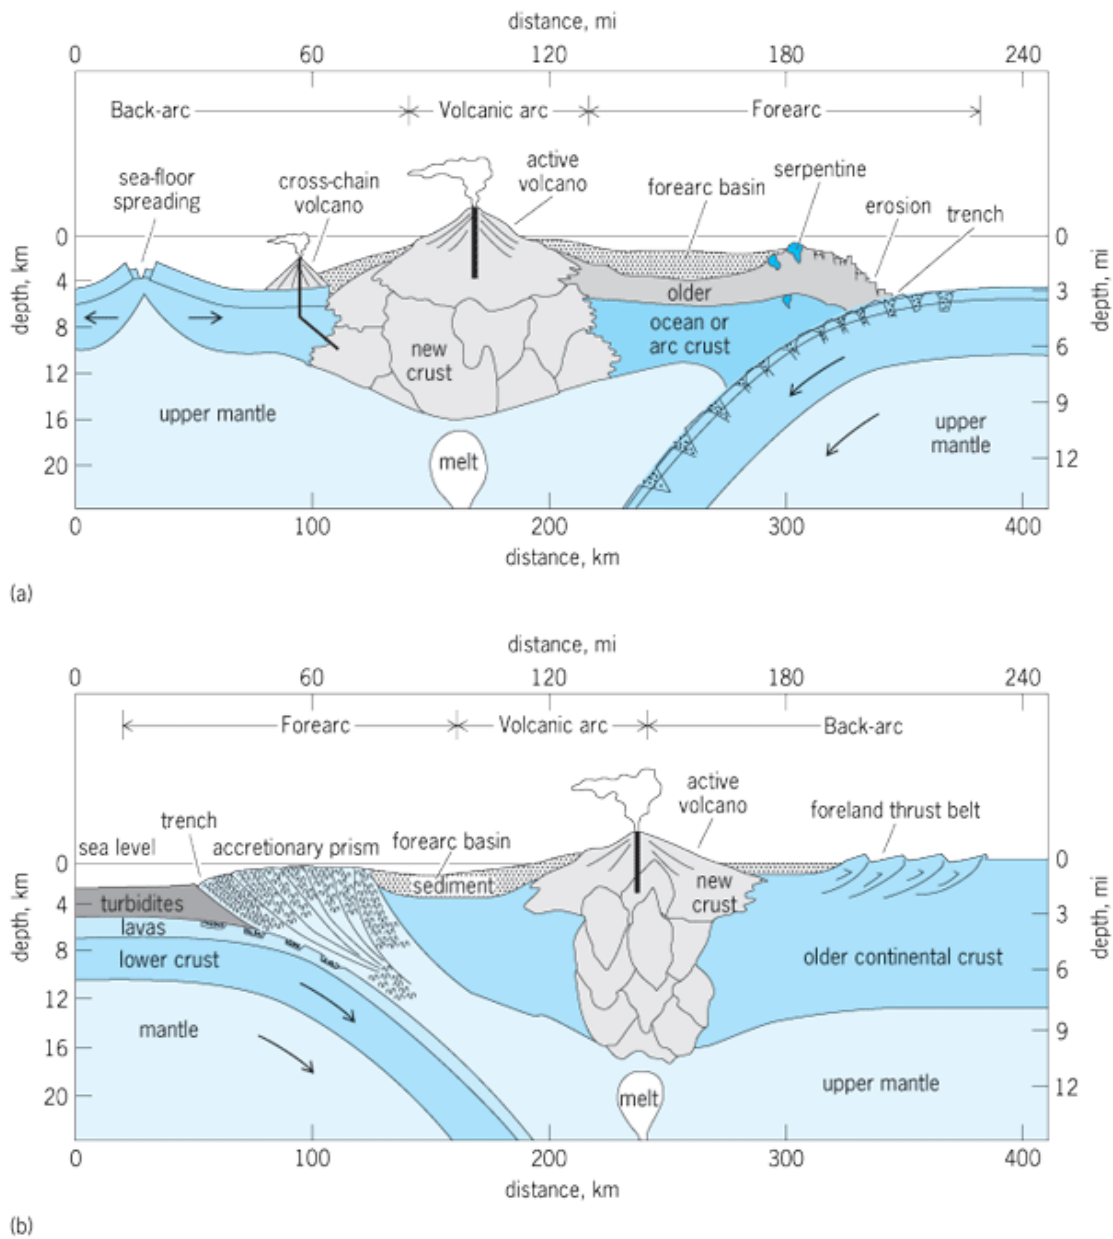 distance, mi
0 60 120 180 240
Back-arc Volcanic arc Forearc
sea-floor
spreading
cross-chain
volcano
active
volcano
forearc basin
serpentine
erosion
trench
0
4
8
12
16
20
depth, km
0
3
6
9
12
depth, mi
older
ocean or
arc crust
new
crust
upper mantle
melt
upper
mantle
0 100 200 300 400
distance, km
(a)
distance, mi
0 60 120 180 240
Forearc Volcanic arc Back-arc
trench
sea level
accretionary prism
forearc basin
active
volcano
foreland thrust belt
0
4
8
12
16
20
depth, km
0
3
6
9
12
depth, mi
sediment
turbidites
lavas
lower crust
mantle
new
crust
older continental crust
upper mantle
melt
0 100 200 300 400
distance, km
(b)